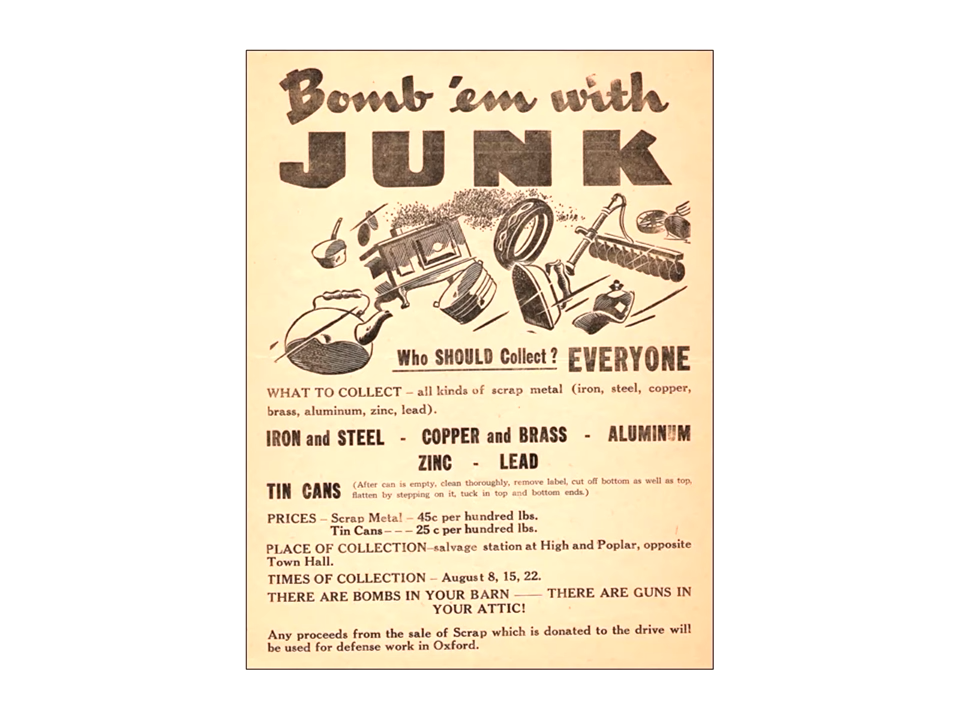 Bomb 'em with
JUNK
Who SHOULD Collect? EVERYONE
WHAT TO COLLECT – all kinds of scrap metal (iron, steel, copper,
brass, aluminum, zinc, lead).
IRON and STEEL - COPPER and BRASS - ALUMINUM
ZINC - LEAD
TIN CANS (After can is empty, clean thoroughly, remove label, cut off bottom as well as top,
flatten by stepping on it, tuck in top and bottom ends.)
PRICES – Scrap Metal – 45c per hundred lbs.
Tin Cans – – – 25 c per hundred lbs.
PLACE OF COLLECTION–salvage station at High and Poplar, opposite
Town Hall.
TIMES OF COLLECTION – August 8, 15, 22.
THERE ARE BOMBS IN YOUR BARN —— THERE ARE GUNS IN
YOUR ATTIC!
Any proceeds from the sale of Scrap which is donated to the drive will
be used for defense work in Oxford.